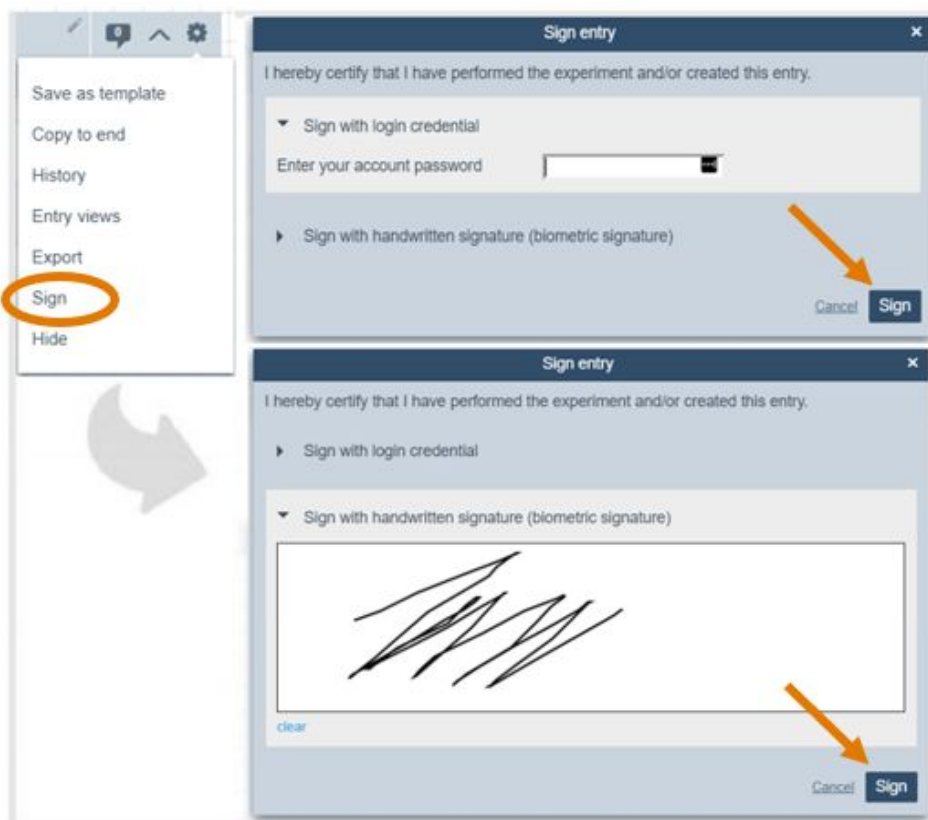 0
Save as template
Copy to end
History
Entry views
Export
Sign
Hide
Sign entry
×
I hereby certify that I have performed the experiment and/or created this entry.
Sign with login credential
Enter your account password
Sign with handwritten signature (biometric signature)
Cancel Sign
Sign entry
×
I hereby certify that I have performed the experiment and/or created this entry.
Sign with login credential
Sign with handwritten signature (biometric signature)
clear
Cancel Sign